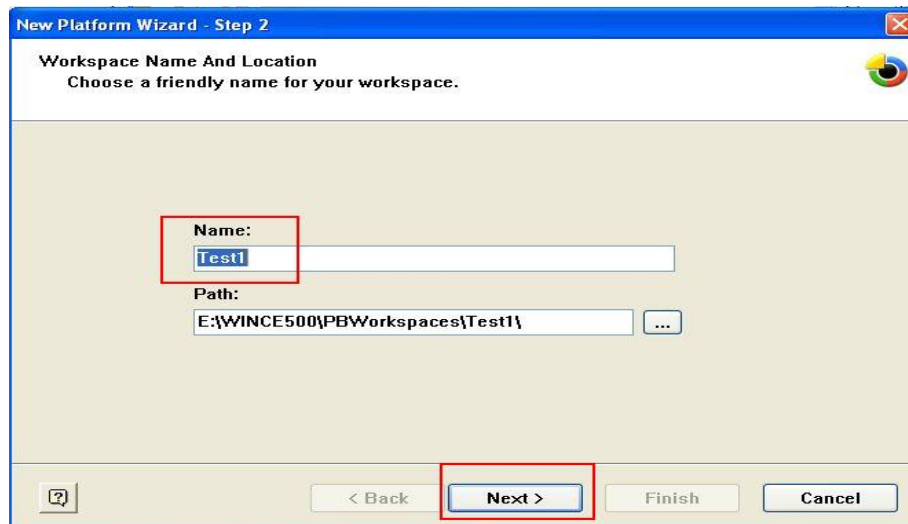 New Platform Wizard - Step 2
Workspace Name And Location
Choose a friendly name for your workspace.
Name:
Test1
Path:
E:\WINCE500\PBWorkspaces\Test1\
...
?
< Back
Next >
Finish
Cancel